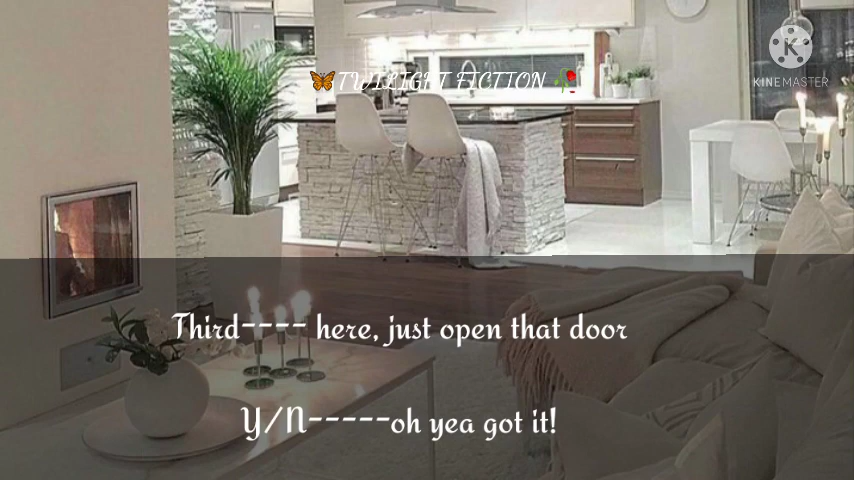 🦋TWILIGHT FICTION🥀
KINEMASTER
Third---- here, just open that door
Y/N-----oh yea got it!